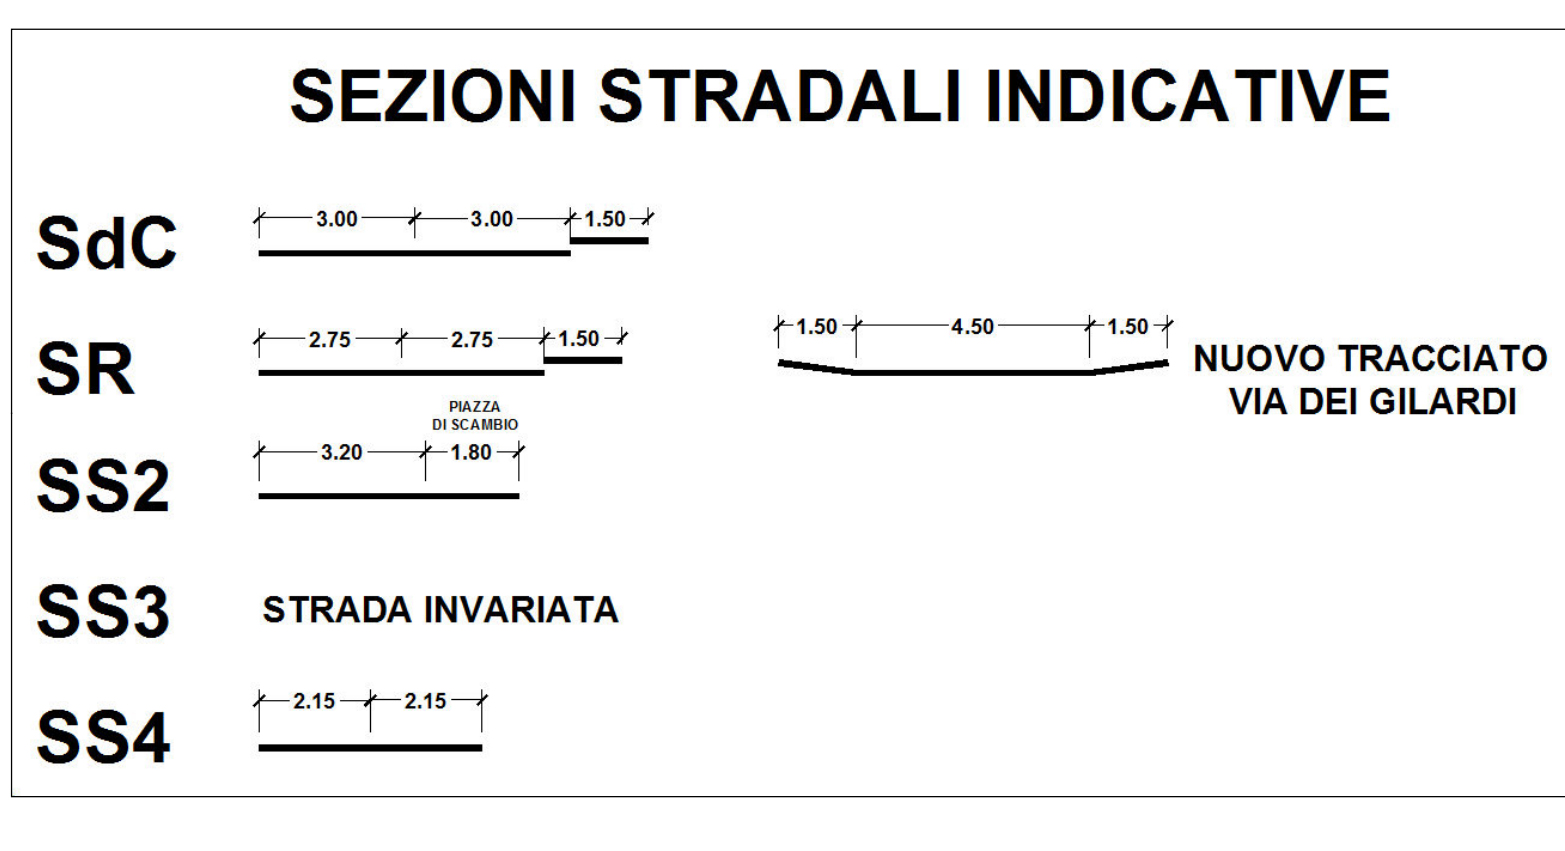 SEZIONI STRADALI INDICATIVE
SdC
3.00 3.00 1.50
SR
2.75 2.75 1.50
1.50 4.50 1.50
NUOVO TRACCIATO
VIA DEI GILARDI
SS2
PIAZZA
DI SCAMBIO
3.20 1.80
SS3
STRADA INVARIATA
SS4
2.15 2.15